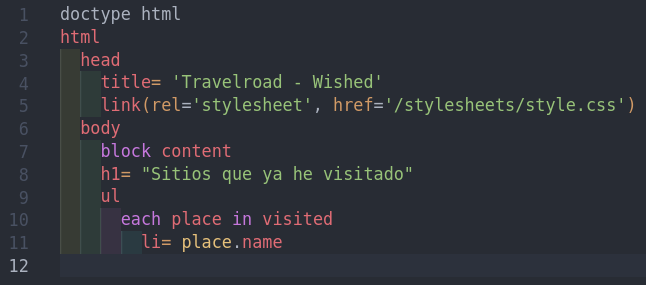 1 doctype html
2 html
3   head
4     title= 'Travelroad - Wished'
5     link(rel='stylesheet', href='/stylesheets/style.css')
6   body
7     block content
8     h1= "Sitios que ya he visitado"
9     ul
10       each place in visited
11         li= place.name
12